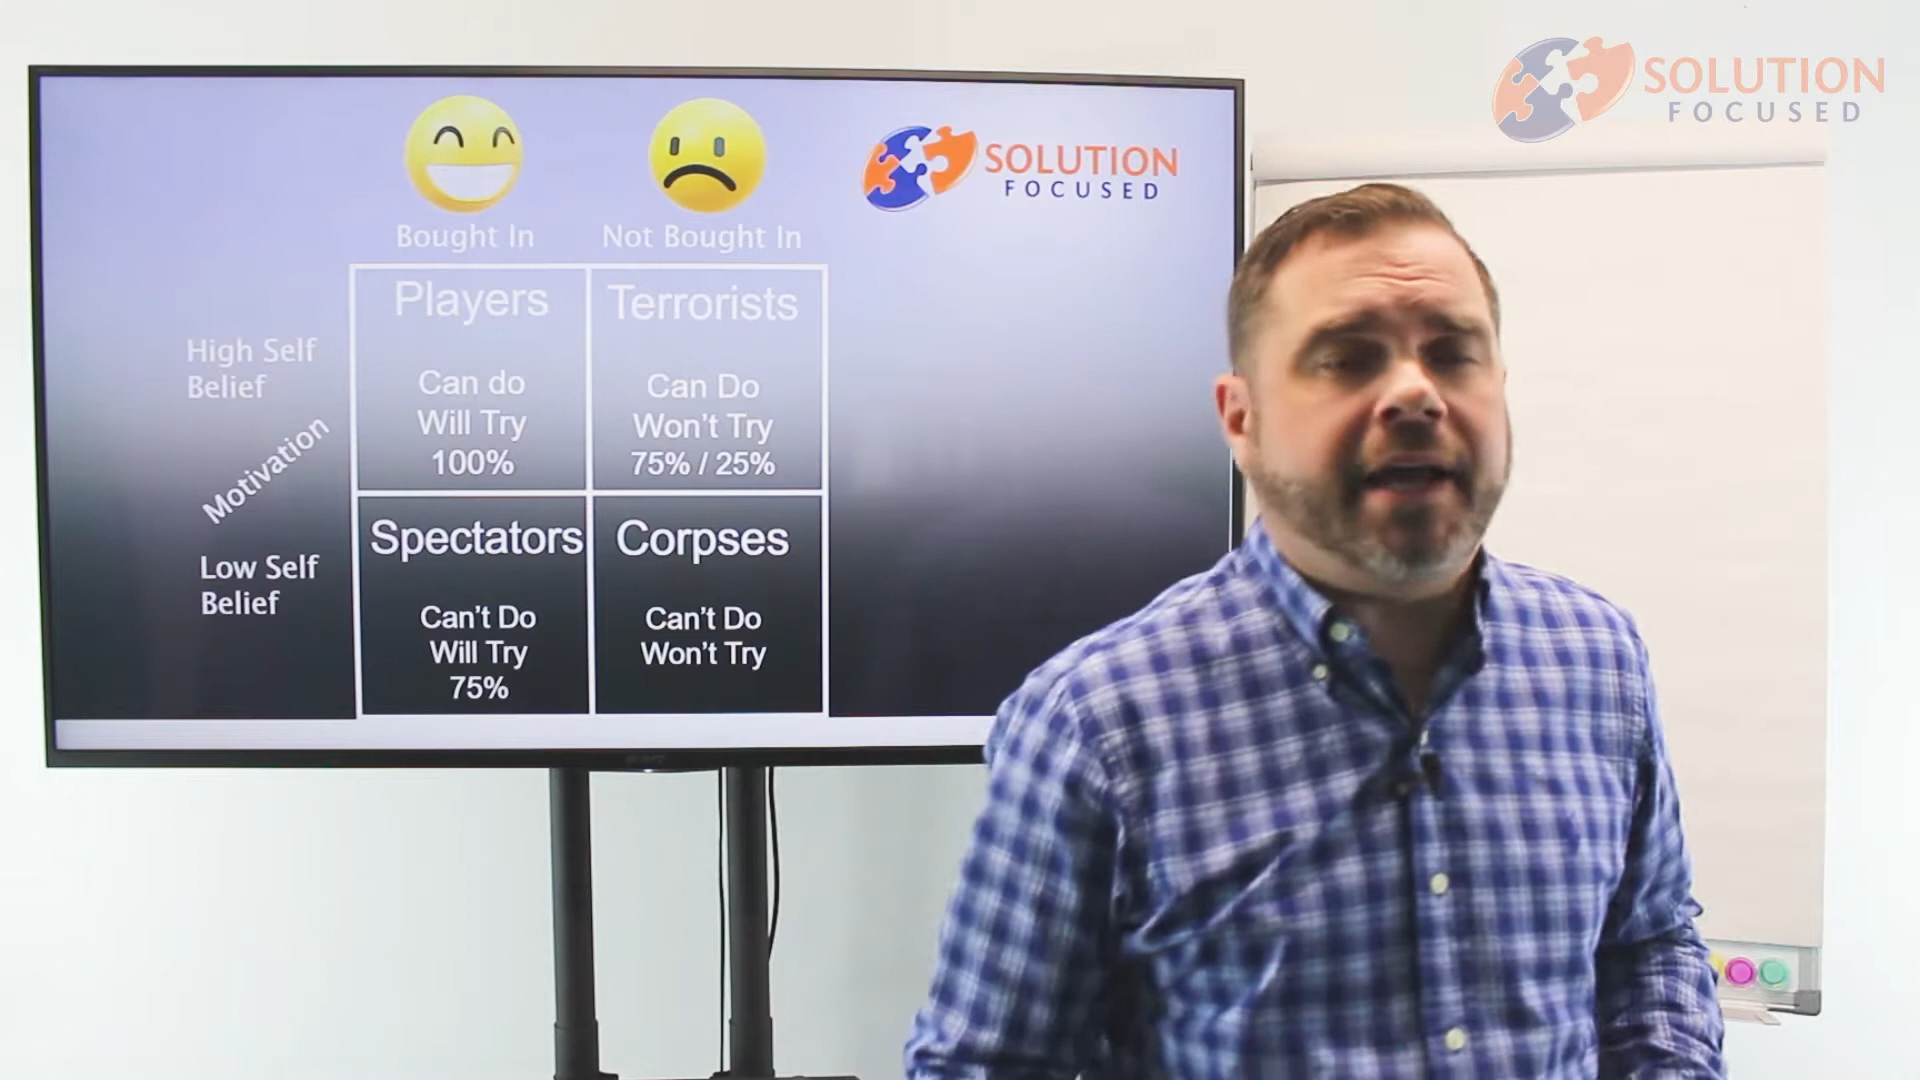 SOLUTION
FOCUSED
SOLUTION
FOCUSED
Bought In
Not Bought In
Players
Terrorists
High Self
Belief
Can do
Will Try
100%
Can Do
Won't Try
75% / 25%
Motivation
Spectators
Corpses
Low Self
Belief
Can't Do
Will Try
75%
Can't Do
Won't Try